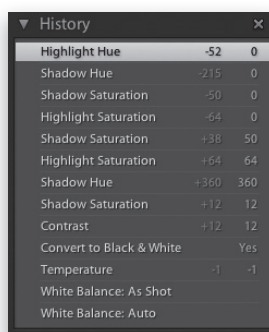 History
Highlight Hue -52 0
Shadow Hue -215 0
Shadow Saturation -50 0
Highlight Saturation -64 0
Shadow Saturation +38 50
Highlight Saturation +64 64
Shadow Hue +360 360
Shadow Saturation +12 12
Contrast +12 12
Convert to Black & White Yes
Temperature -1 -1
White Balance: As Shot
White Balance: Auto